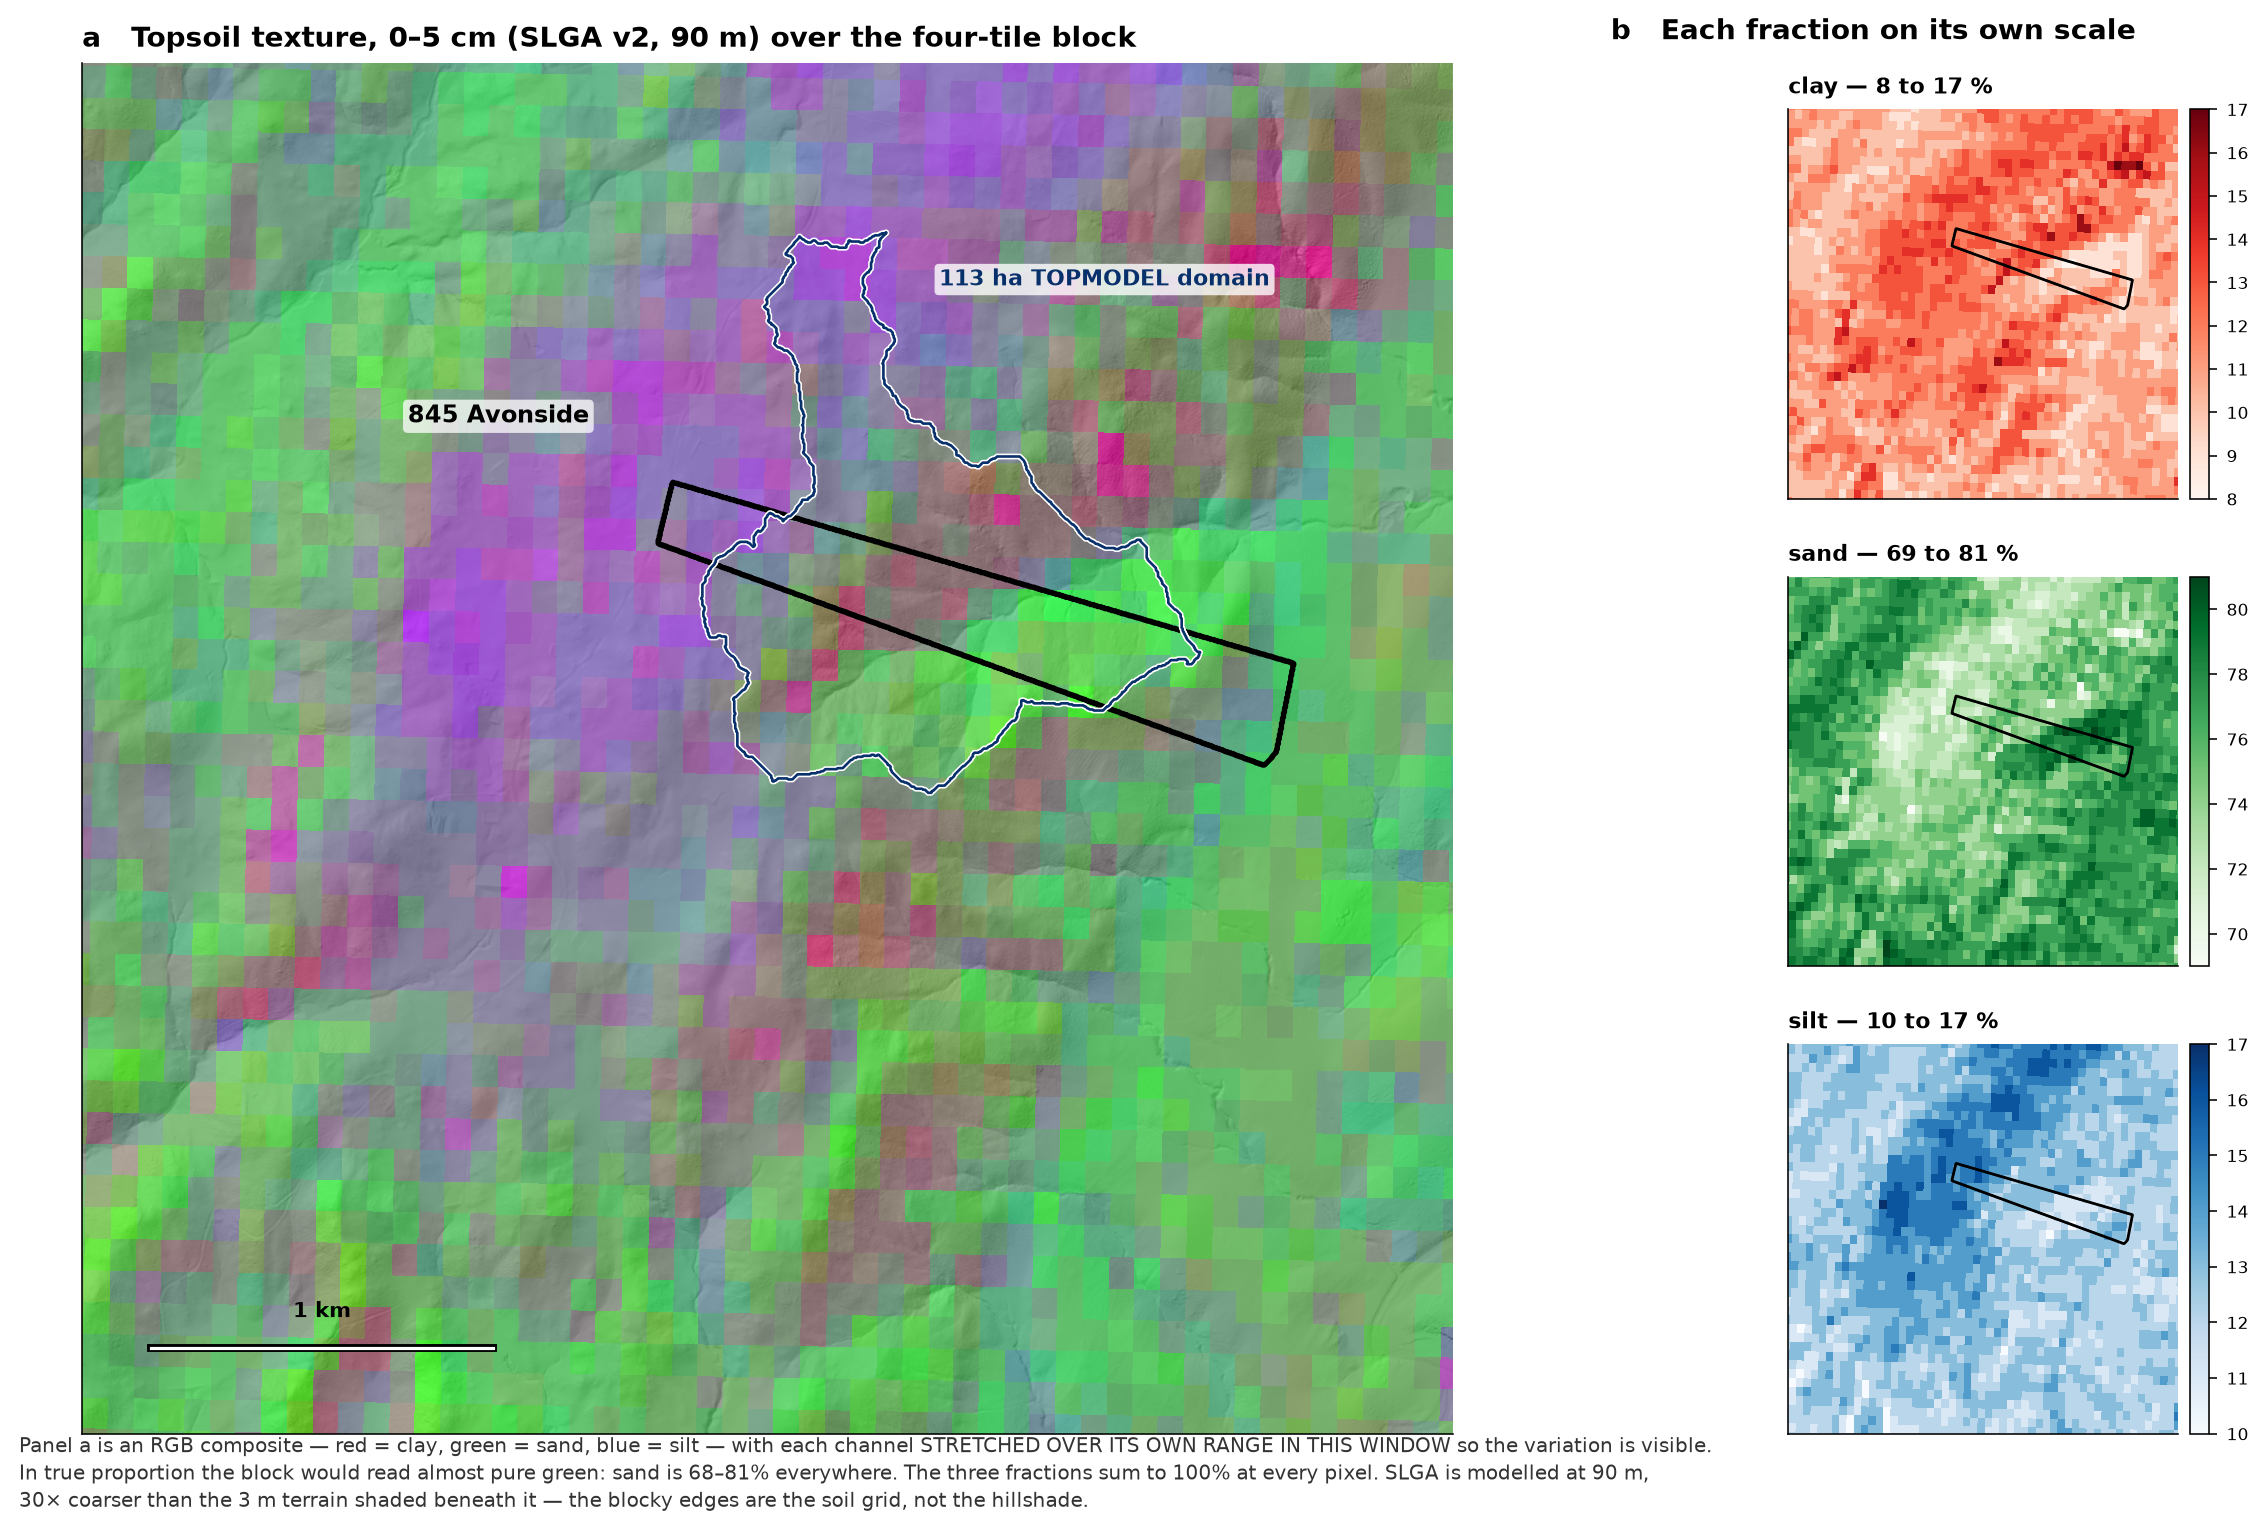 a Topsoil texture, 0–5 cm (SLGA v2, 90 m) over the four-tile block
113 ha TOPMODEL domain
845 Avonside
1 km
b Each fraction on its own scale
clay — 8 to 17 %
17
16
15
14
13
12
11
10
9
8
sand — 69 to 81 %
80
78
76
74
72
70
silt — 10 to 17 %
17
16
15
14
13
12
11
10
Panel a is an RGB composite — red = clay, green = sand, blue = silt — with each channel STRETCHED OVER ITS OWN RANGE IN THIS WINDOW so the variation is visible.
In true proportion the block would read almost pure green: sand is 68–81% everywhere. The three fractions sum to 100% at every pixel. SLGA is modelled at 90 m,
30× coarser than the 3 m terrain shaded beneath it — the blocky edges are the soil grid, not the hillshade.